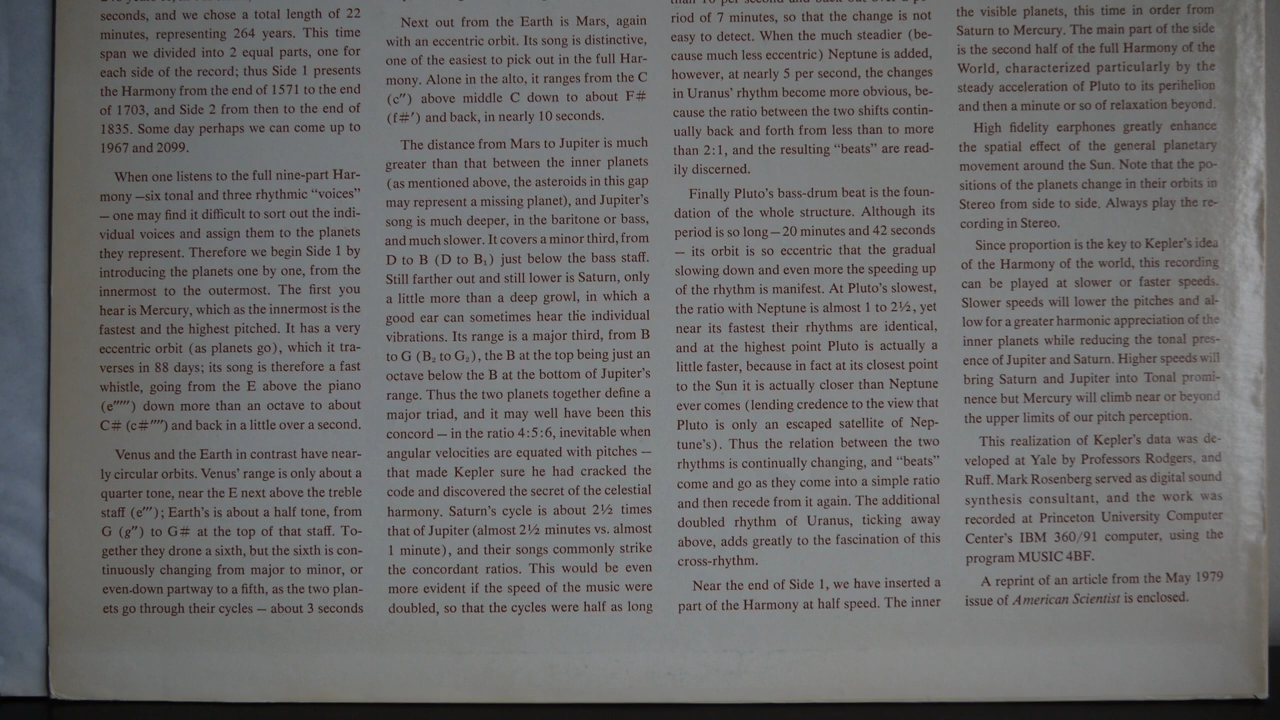 seconds, and we chose a total length of 22
minutes, representing 264 years. This time
span we divided into 2 equal parts, one for
each side of the record; thus Side 1 presents
the Harmony from the end of 1571 to the end
of 1703, and Side 2 from then to the end of
1835. Some day perhaps we can come up to
1967 and 2099.
When one listens to the full nine-part Har-
mony —six tonal and three rhythmic “voices”
— one may find it difficult to sort out the indi-
vidual voices and assign them to the planets
they represent. Therefore we begin Side 1 by
introducing the planets one by one, from the
innermost to the outermost. The first you
hear is Mercury, which as the innermost is the
fastest and the highest pitched. It has a very
eccentric orbit (as planets go), which it tra-
verses in 88 days; its song is therefore a fast
whistle, going from the E above the piano
(e′′′′′) down more than an octave to about
C# (c#′′′′) and back in a little over a second.
Venus and the Earth in contrast have near-
ly circular orbits. Venus’ range is only about a
quarter tone, near the E next above the treble
staff (e′′′); Earth’s is about a half tone, from
G (g″) to G# at the top of that staff. To-
gether they drone a sixth, but the sixth is con-
tinuously changing from major to minor, or
even-down partway to a fifth, as the two plan-
ets go through their cycles — about 3 seconds
Next out from the Earth is Mars, again
with an eccentric orbit. Its song is distinctive,
one of the easiest to pick out in the full Har-
mony. Alone in the alto, it ranges from the C
(c″) above middle C down to about F#
(f#′) and back, in nearly 10 seconds.
The distance from Mars to Jupiter is much
greater than that between the inner planets
(as mentioned above, the asteroids in this gap
may represent a missing planet), and Jupiter’s
song is much deeper, in the baritone or bass,
and much slower. It covers a minor third, from
D to B (D to B₁) just below the bass staff.
Still farther out and still lower is Saturn, only
a little more than a deep growl, in which a
good ear can sometimes hear the individual
vibrations. Its range is a major third, from B
to G (B₂ to G₂), the B at the top being just an
octave below the B at the bottom of Jupiter’s
range. Thus the two planets together define a
major triad, and it may well have been this
concord — in the ratio 4:5:6, inevitable when
angular velocities are equated with pitches —
that made Kepler sure he had cracked the
code and discovered the secret of the celestial
harmony. Saturn’s cycle is about 2½ times
that of Jupiter (almost 2½ minutes vs. almost
1 minute), and their songs commonly strike
the concordant ratios. This would be even
more evident if the speed of the music were
doubled, so that the cycles were half as long
riod of 7 minutes, so that the change is not
easy to detect. When the much steadier (be-
cause much less eccentric) Neptune is added,
however, at nearly 5 per second, the changes
in Uranus’ rhythm become more obvious, be-
cause the ratio between the two shifts contin-
ually back and forth from less than to more
than 2:1, and the resulting “beats” are read-
ily discerned.
Finally Pluto’s bass-drum beat is the foun-
dation of the whole structure. Although its
period is so long — 20 minutes and 42 seconds
— its orbit is so eccentric that the gradual
slowing down and even more the speeding up
of the rhythm is manifest. At Pluto’s slowest,
the ratio with Neptune is almost 1 to 2½, yet
near its fastest their rhythms are identical,
and at the highest point Pluto is actually a
little faster, because in fact at its closest point
to the Sun it is actually closer than Neptune
ever comes (lending credence to the view that
Pluto is only an escaped satellite of Nep-
tune’s). Thus the relation between the two
rhythms is continually changing, and “beats”
come and go as they come into a simple ratio
and then recede from it again. The additional
doubled rhythm of Uranus, ticking away
above, adds greatly to the fascination of this
cross-rhythm.
Near the end of Side 1, we have inserted a
part of the Harmony at half speed. The inner
the visible planets, this time in order from
Saturn to Mercury. The main part of the side
is the second half of the full Harmony of the
World, characterized particularly by the
steady acceleration of Pluto to its perihelion
and then a minute or so of relaxation beyond.
High fidelity earphones greatly enhance
the spatial effect of the general planetary
movement around the Sun. Note that the po-
sitions of the planets change in their orbits in
Stereo from side to side. Always play the re-
cording in Stereo.
Since proportion is the key to Kepler’s idea
of the Harmony of the world, this recording
can be played at slower or faster speeds.
Slower speeds will lower the pitches and al-
low for a greater harmonic appreciation of the
inner planets while reducing the tonal pres-
ence of Jupiter and Saturn. Higher speeds will
bring Saturn and Jupiter into Tonal promi-
nence but Mercury will climb near or beyond
the upper limits of our pitch perception.
This realization of Kepler’s data was de-
veloped at Yale by Professors Rodgers, and
Ruff. Mark Rosenberg served as digital sound
synthesis consultant, and the work was
recorded at Princeton University Computer
Center’s IBM 360/91 computer, using the
program MUSIC 4BF.
A reprint of an article from the May 1979
issue of American Scientist is enclosed.